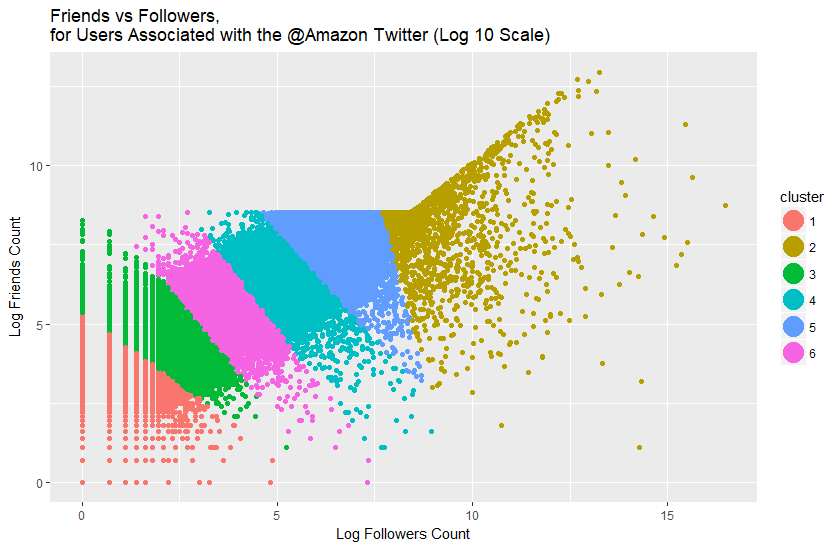 Friends vs Followers,
for Users Associated with the @Amazon Twitter (Log 10 Scale)
Log Friends Count
10
5
0
0
5
10
15
Log Followers Count
cluster
1
2
3
4
5
6